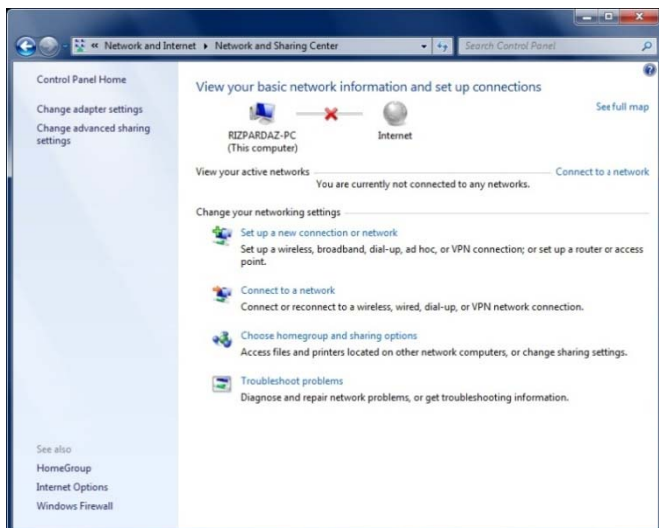 « Network and Internet ▸ Network and Sharing Center
Search Control Panel
Control Panel Home
Change adapter settings
Change advanced sharing
settings
View your basic network information and set up connections
See full map
RIZPARDAZ-PC
(This computer)
Internet
View your active networks
Connect to a network
You are currently not connected to any networks.
Change your networking settings
Set up a new connection or network
Set up a wireless, broadband, dial-up, ad hoc, or VPN connection; or set up a router or access
point.
Connect to a network
Connect or reconnect to a wireless, wired, dial-up, or VPN network connection.
Choose homegroup and sharing options
Access files and printers located on other network computers, or change sharing settings.
Troubleshoot problems
Diagnose and repair network problems, or get troubleshooting information.
See also
HomeGroup
Internet Options
Windows Firewall